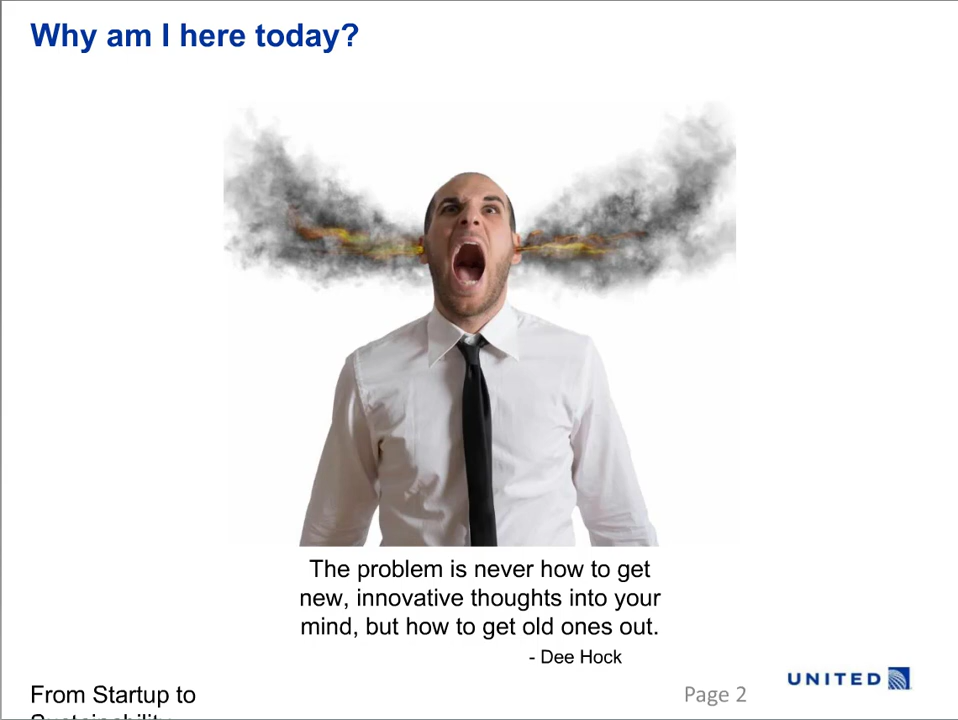 Why am I here today?
The problem is never how to get
new, innovative thoughts into your
mind, but how to get old ones out.
- Dee Hock
From Startup to
Sustainability
Page 2
UNITED